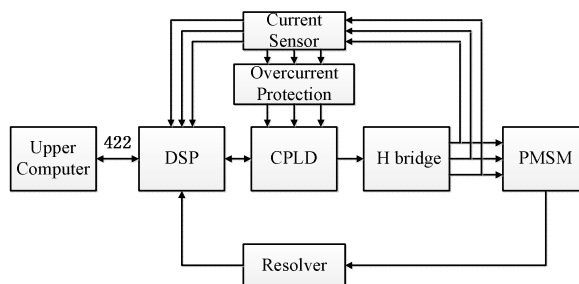 Current
Sensor
Overcurrent
Protection
Upper
Computer
422
DSP
CPLD
H bridge
PMSM
Resolver